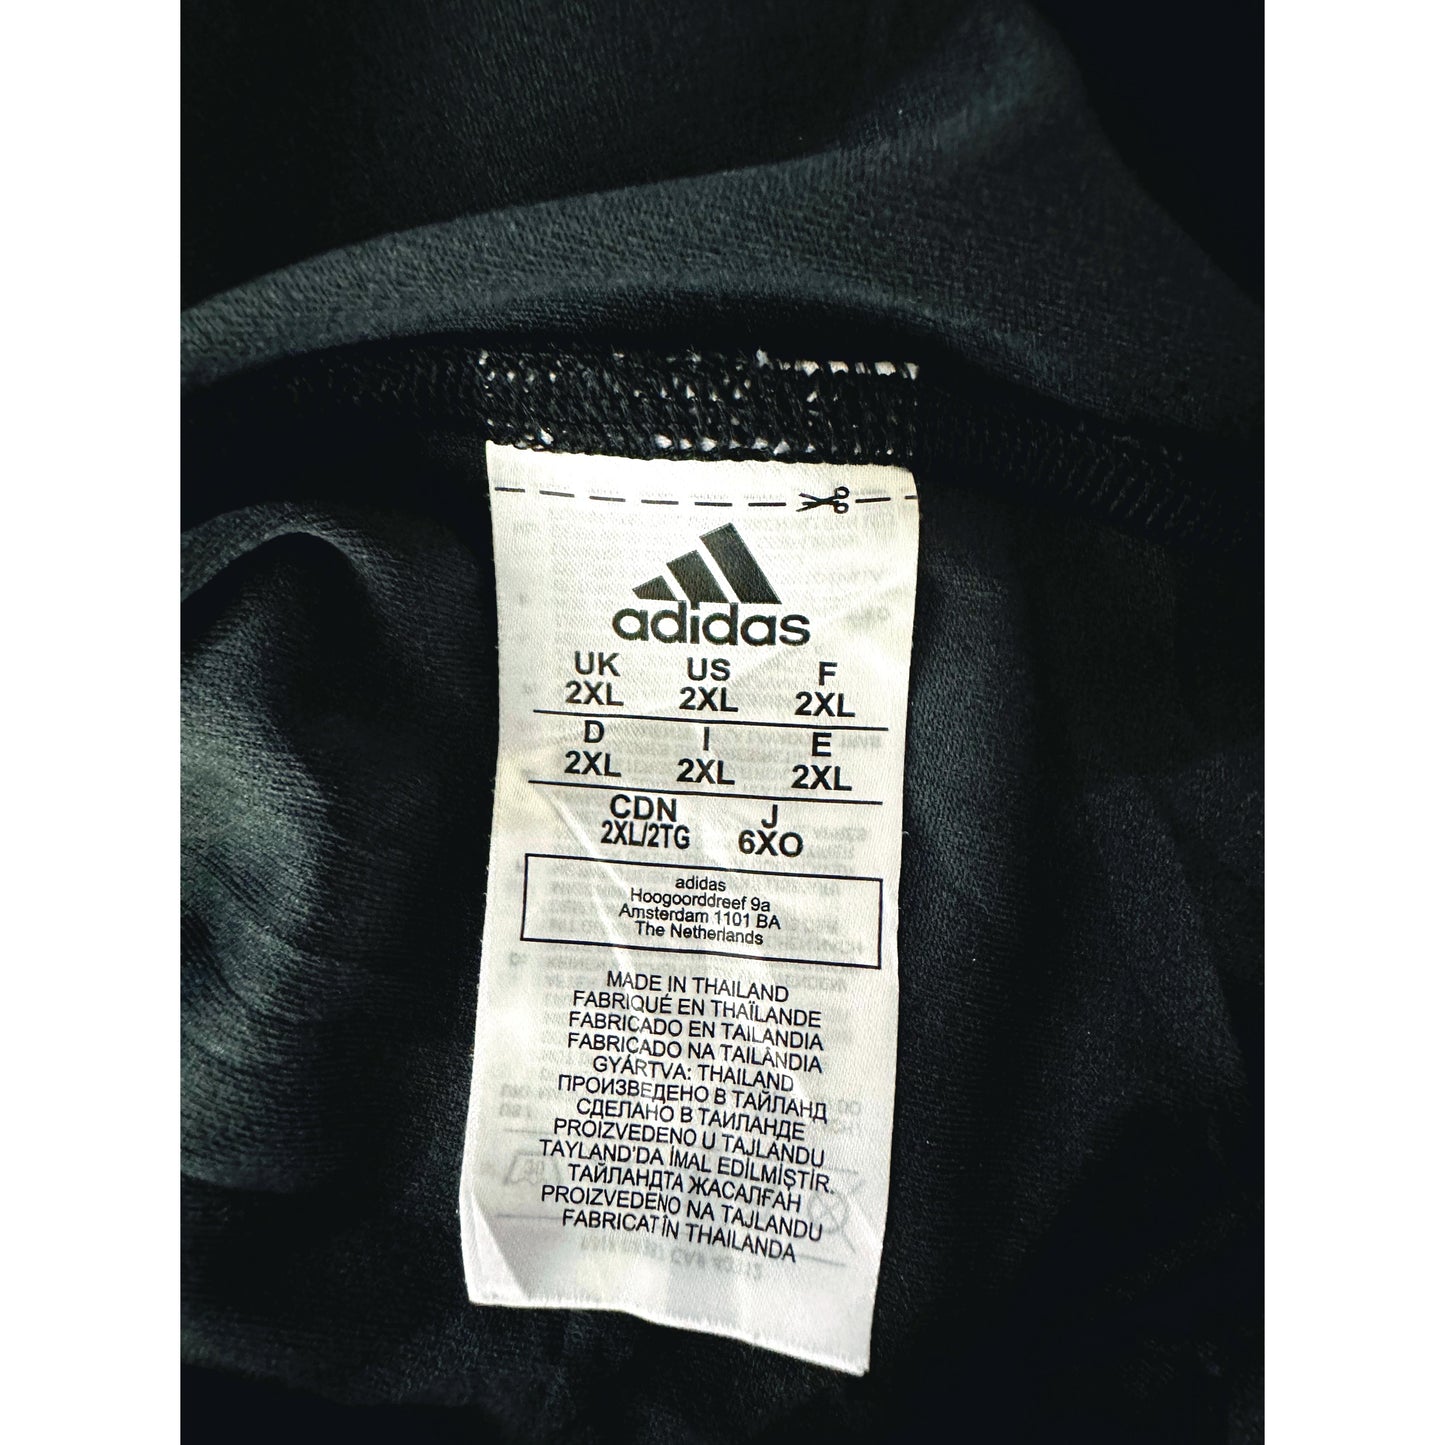 adidas
UK US F
2XL 2XL 2XL
D I E
2XL 2XL 2XL
CDN J
2XL/2TG 6XO
adidas
Hoogoorddreef 9a
Amsterdam 1101 BA
The Netherlands
MADE IN THAILAND
FABRIQUÉ EN THAÏLANDE
FABRICADO EN TAILANDIA
FABRICADO NA TAILÂNDIA
GYÁRTVA: THAILAND
ПРОИЗВЕДЕНО В ТАЙЛАНД
СДЕЛАНО В ТАИЛАНДЕ
PROIZVEDENO U TAJLANDU
TAYLAND'DA İMAL EDİLMİŞTİR.
ТАЙЛАНДТА ЖАСАЛҒАН
PROIZVEDENO NA TAJLANDU
FABRICAT ÎN THAILANDA